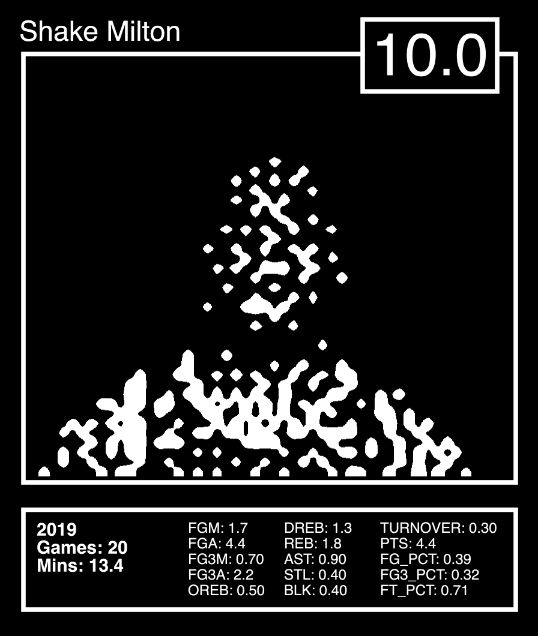 Shake Milton
10.0
2019
Games: 20
Mins: 13.4
FGM: 1.7
FGA: 4.4
FG3M: 0.70
FG3A: 2.2
OREB: 0.50
DREB: 1.3
REB: 1.8
AST: 0.90
STL: 0.40
BLK: 0.40
TURNOVER: 0.30
PTS: 4.4
FG_PCT: 0.39
FG3_PCT: 0.32
FT_PCT: 0.71